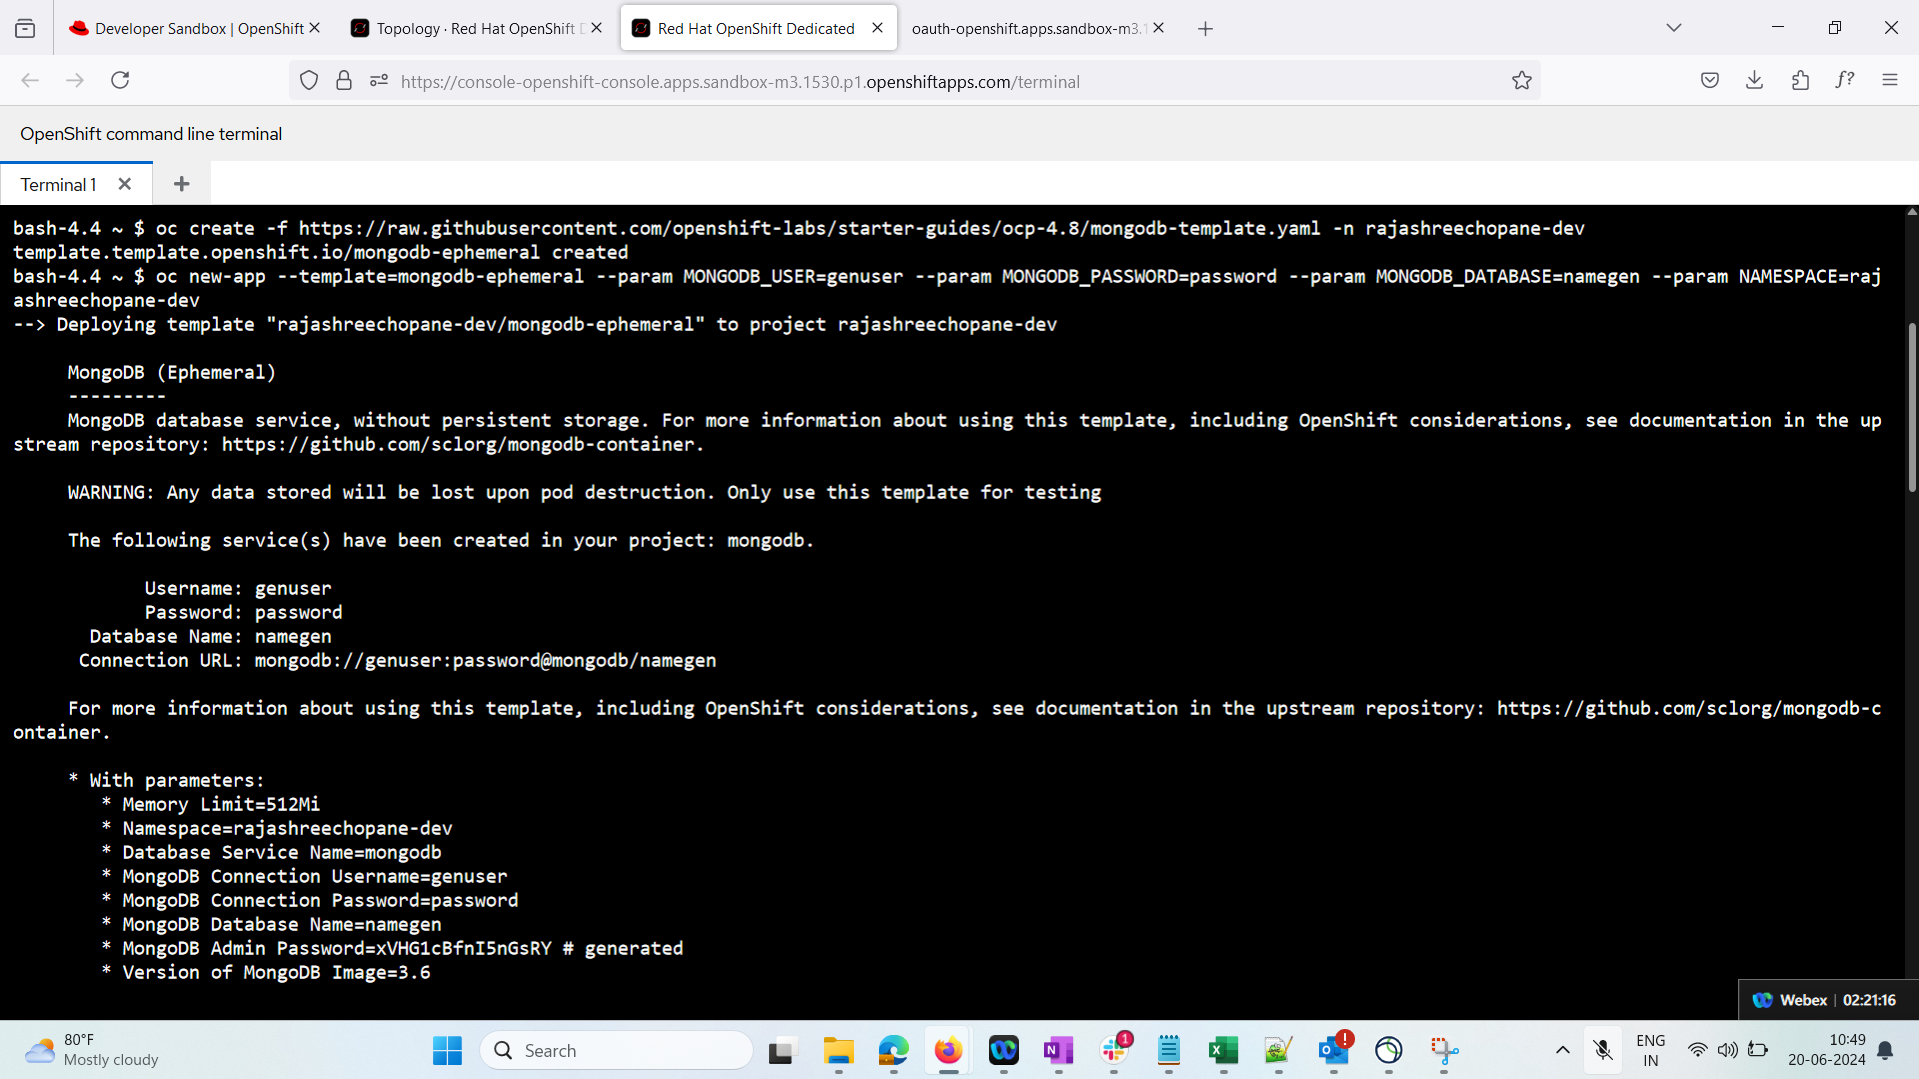 Developer Sandbox | OpenShift
Topology · Red Hat OpenShift D
Red Hat OpenShift Dedicated
oauth-openshift.apps.sandbox-m3.1
https://console-openshift-console.apps.sandbox-m3.1530.p1.openshiftapps.com/terminal
OpenShift command line terminal
Terminal 1
bash-4.4 ~ $ oc create -f https://raw.githubusercontent.com/openshift-labs/starter-guides/ocp-4.8/mongodb-template.yaml -n rajashreechopane-dev
template.template.openshift.io/mongodb-ephemeral created
bash-4.4 ~ $ oc new-app --template=mongodb-ephemeral --param MONGODB_USER=genuser --param MONGODB_PASSWORD=password --param MONGODB_DATABASE=namegen --param NAMESPACE=raj
ashreechopane-dev
--> Deploying template "rajashreechopane-dev/mongodb-ephemeral" to project rajashreechopane-dev
MongoDB (Ephemeral)
---------
MongoDB database service, without persistent storage. For more information about using this template, including OpenShift considerations, see documentation in the up
stream repository: https://github.com/sclorg/mongodb-container.
WARNING: Any data stored will be lost upon pod destruction. Only use this template for testing
The following service(s) have been created in your project: mongodb.
Username: genuser
Password: password
Database Name: namegen
Connection URL: mongodb://genuser:password@mongodb/namegen
For more information about using this template, including OpenShift considerations, see documentation in the upstream repository: https://github.com/sclorg/mongodb-c
ontainer.
* With parameters:
* Memory Limit=512Mi
* Namespace=rajashreechopane-dev
* Database Service Name=mongodb
* MongoDB Connection Username=genuser
* MongoDB Connection Password=password
* MongoDB Database Name=namegen
* MongoDB Admin Password=xVHG1cBfnI5nGsRY # generated
* Version of MongoDB Image=3.6
Webex | 02:21:16
80°F
Mostly cloudy
Search
1
ENG
IN
10:49
20-06-2024